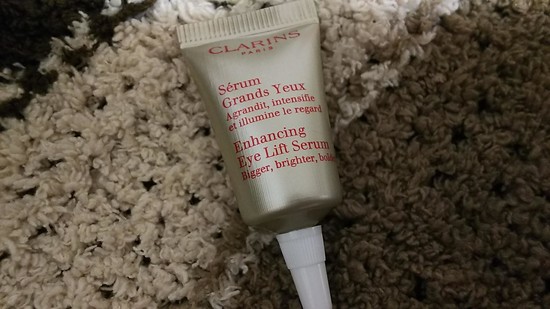 CLARINS
PARIS
Sérum
Grands Yeux
Agrandit, intensifie
et illumine le regard
Enhancing
Eye Lift Serum
Bigger, brighter,